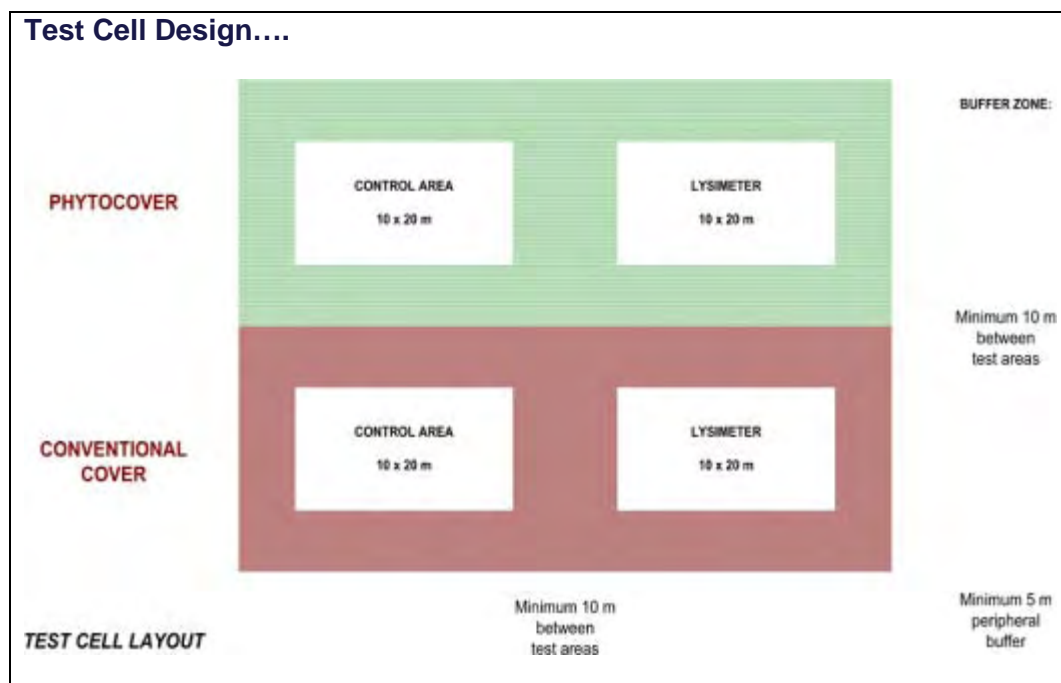 Test Cell Design….
BUFFER ZONE:
PHYTOCOVER
CONTROL AREA
10 x 20 m
LYSIMETER
10 x 20 m
Minimum 10 m
between
test areas
CONVENTIONAL
COVER
CONTROL AREA
10 x 20 m
LYSIMETER
10 x 20 m
TEST CELL LAYOUT
Minimum 10 m
between
test areas
Minimum 5 m
peripheral
buffer